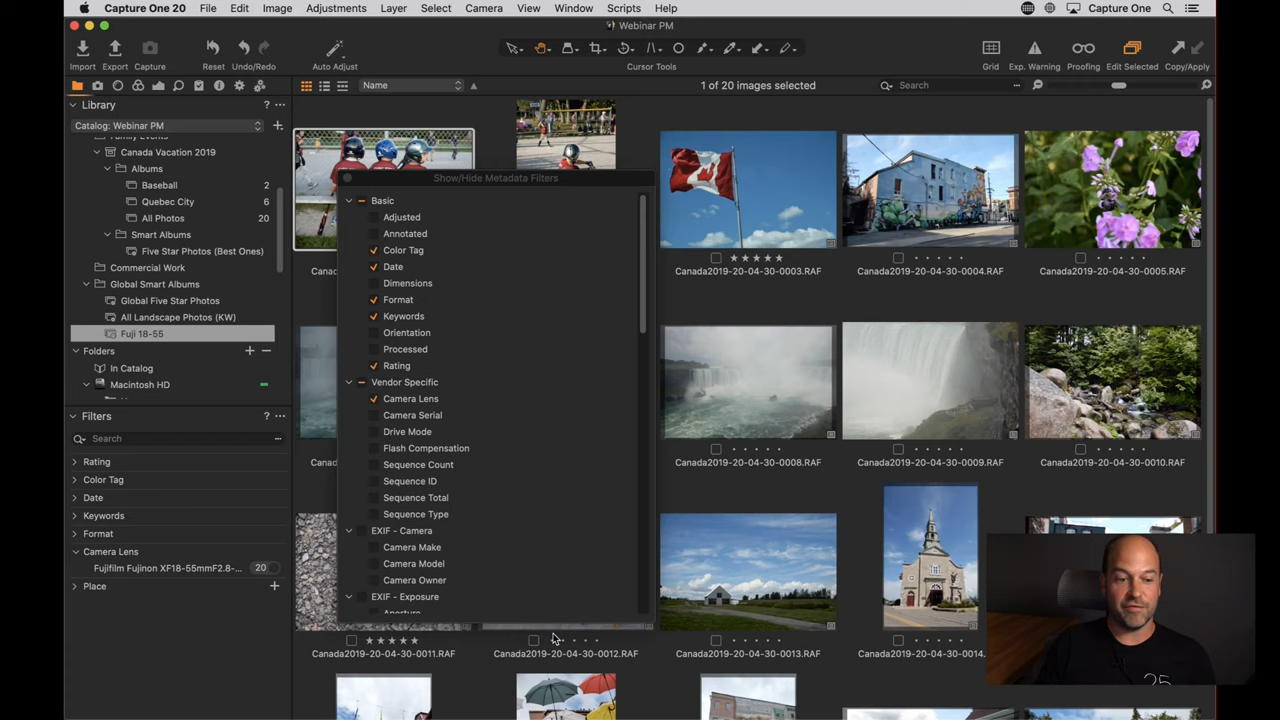 Capture One 20 File Edit Image Adjustments Layer Select Camera View Window Scripts Help Capture One
Webinar PM
Import Export Capture Reset Undo/Redo Auto Adjust Cursor Tools Grid Exp. Warning Proofing Edit Selected Copy/Apply
Library ? Name 1 of 20 images selected Search
Catalog: Webinar PM
Family Events
Canada Vacation 2019
Albums
Baseball 2
Quebec City 6
All Photos 20
Smart Albums
Five Star Photos (Best Ones)
Commercial Work
Global Smart Albums
Global Five Star Photos
All Landscape Photos (KW)
Fuji 18-55
Folders
In Catalog
Macintosh HD
Filters ?
Search
Rating
Color Tag
Date
Keywords
Format
Camera Lens
Fujifilm Fujinon XF18-55mmF2.8-... 20
Place
Show/Hide Metadata Filters
Basic
Adjusted
Annotated
Color Tag
Date
Dimensions
Format
Keywords
Orientation
Processed
Rating
Vendor Specific
Camera Lens
Camera Serial
Drive Mode
Flash Compensation
Sequence Count
Sequence ID
Sequence Total
Sequence Type
EXIF - Camera
Camera Make
Camera Model
Camera Owner
EXIF - Exposure
Aperture
Cana
Canada2019-20-04-30-0003.RAF
Canada2019-20-04-30-0004.RAF
Canada2019-20-04-30-0005.RAF
Cana
Canada2019-20-04-30-0008.RAF
Canada2019-20-04-30-0009.RAF
Canada2019-20-04-30-0010.RAF
Canada2019-20-04-30-0011.RAF
Canada2019-20-04-30-0012.RAF
Canada2019-20-04-30-0013.RAF
Canada2019-20-04-30-0014.
25